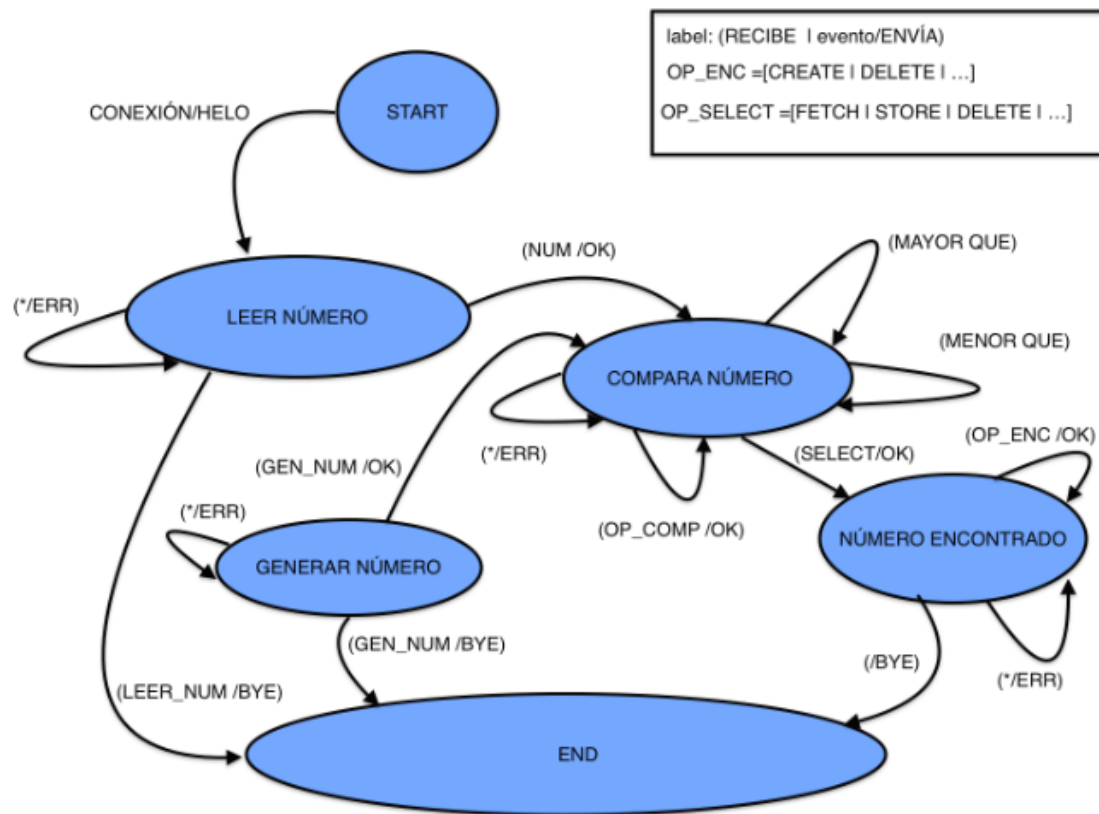 label: (RECIBE | evento/ENVÍA)
OP_ENC =[CREATE | DELETE | ...]
OP_SELECT =[FETCH | STORE | DELETE | ...]
CONEXIÓN/HELO
START
(NUM /OK)
(MAYOR QUE)
(*/ERR)
LEER NÚMERO
(MENOR QUE)
COMPARA NÚMERO
(OP_ENC /OK)
(GEN_NUM /OK)
(*/ERR)
(SELECT/OK)
(*/ERR)
(OP_COMP /OK)
NÚMERO ENCONTRADO
GENERAR NÚMERO
(GEN_NUM /BYE)
(/BYE)
(*/ERR)
(LEER_NUM /BYE)
END